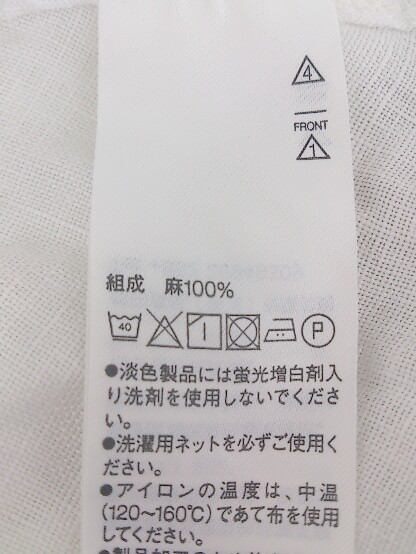 4
FRONT
1
組成 麻100%
40
P
●淡色製品には蛍光増白剤入
り洗剤を使用しないでくださ
い。
●洗濯用ネットを必ずご使用く
ださい。
●アイロンの温度は、中温
(120～160℃)であて布を使用
してください。